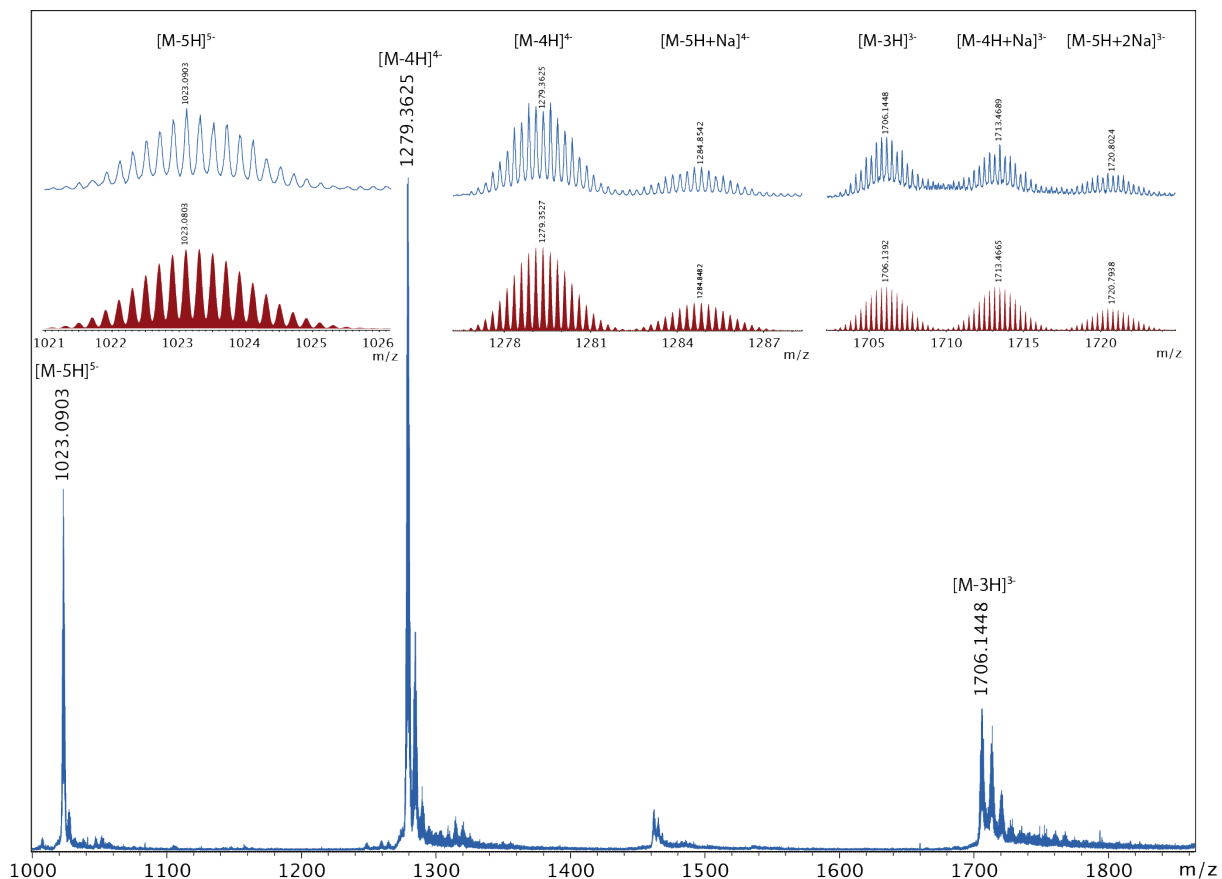 [M-5H]5-
[M-4H]4-
[M-4H]4-
[M-5H+Na]4-
[M-3H]3-
[M-4H+Na]3-
[M-5H+2Na]3-
1023.0903
1279.3625
1279.3625
1284.8542
1706.1448
1713.4689
1720.8024
1023.0803
1279.3527
1284.8482
1706.1392
1713.4665
1720.7938
1021 1022 1023 1024 1025 1026
m/z
1278 1281 1284 1287
m/z
1705 1710 1715 1720
m/z
[M-5H]5-
1023.0903
[M-3H]3-
1706.1448
1000 1100 1200 1300 1400 1500 1600 1700 1800 m/z